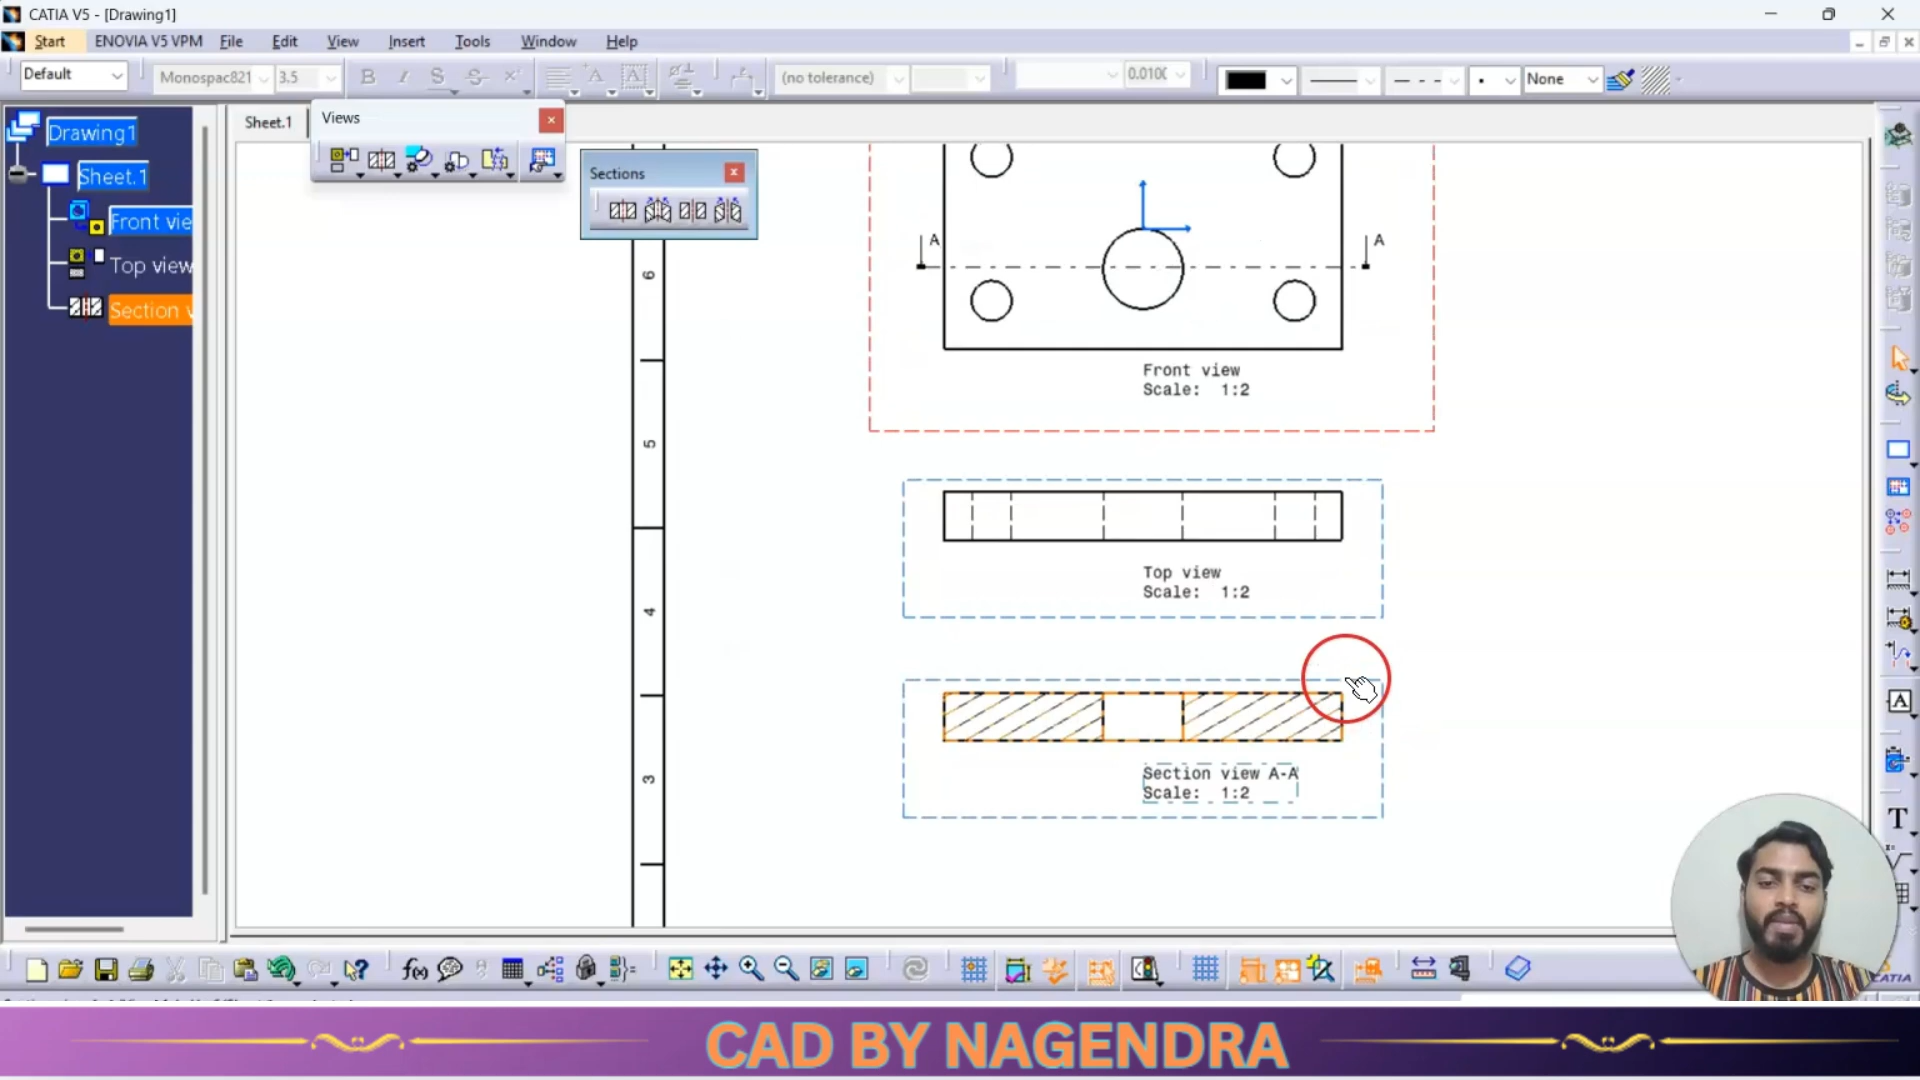 CATIA V5 - [Drawing1]
Start ENOVIA V5 VPM File Edit View Insert Tools Window Help
Default Monospac821 3.5 B S S (no tolerance) 0.010( None
Drawing1
Sheet.1
Front vie
Top view
Section v
Sheet.1
Views
Sections
6
5
4
3
A A
Front view
Scale: 1:2
Top view
Scale: 1:2
Section view A-A
Scale: 1:2
A
T
f(x)
CATIA
CAD BY NAGENDRA